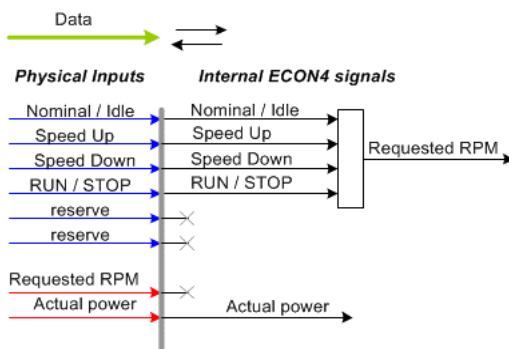 Data
Physical Inputs Internal ECON4 signals
Nominal / Idle Nominal / Idle
Speed Up Speed Up
Requested RPM
Speed Down Speed Down
RUN / STOP RUN / STOP
reserve
reserve
Requested RPM
Actual power Actual power